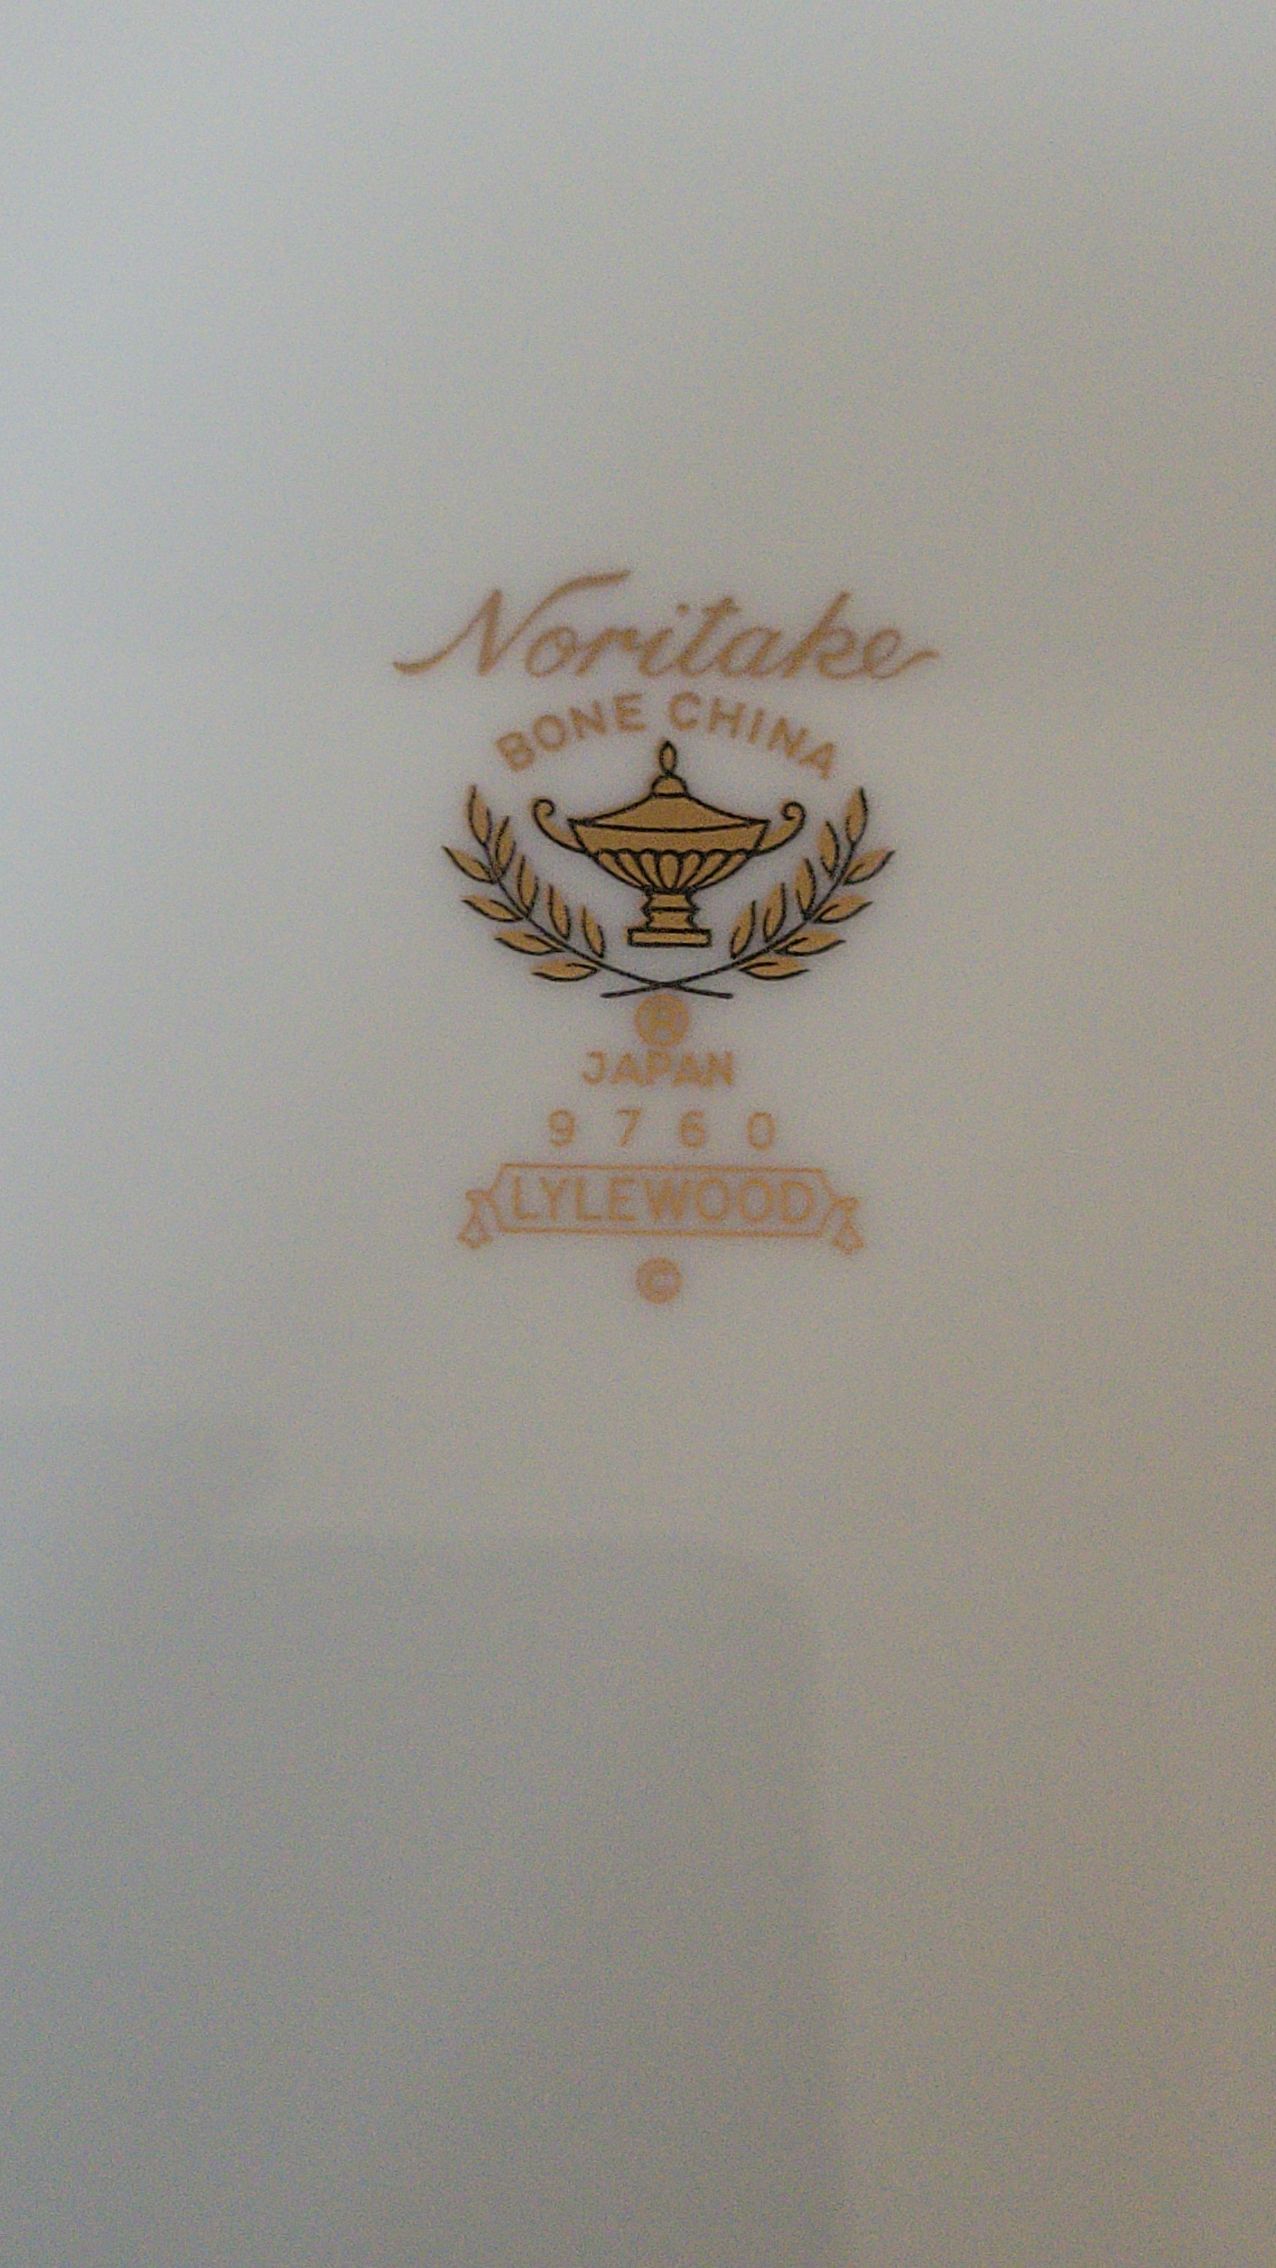 Noritake
BONE CHINA
®
JAPAN
9760
LYLEWOOD
©